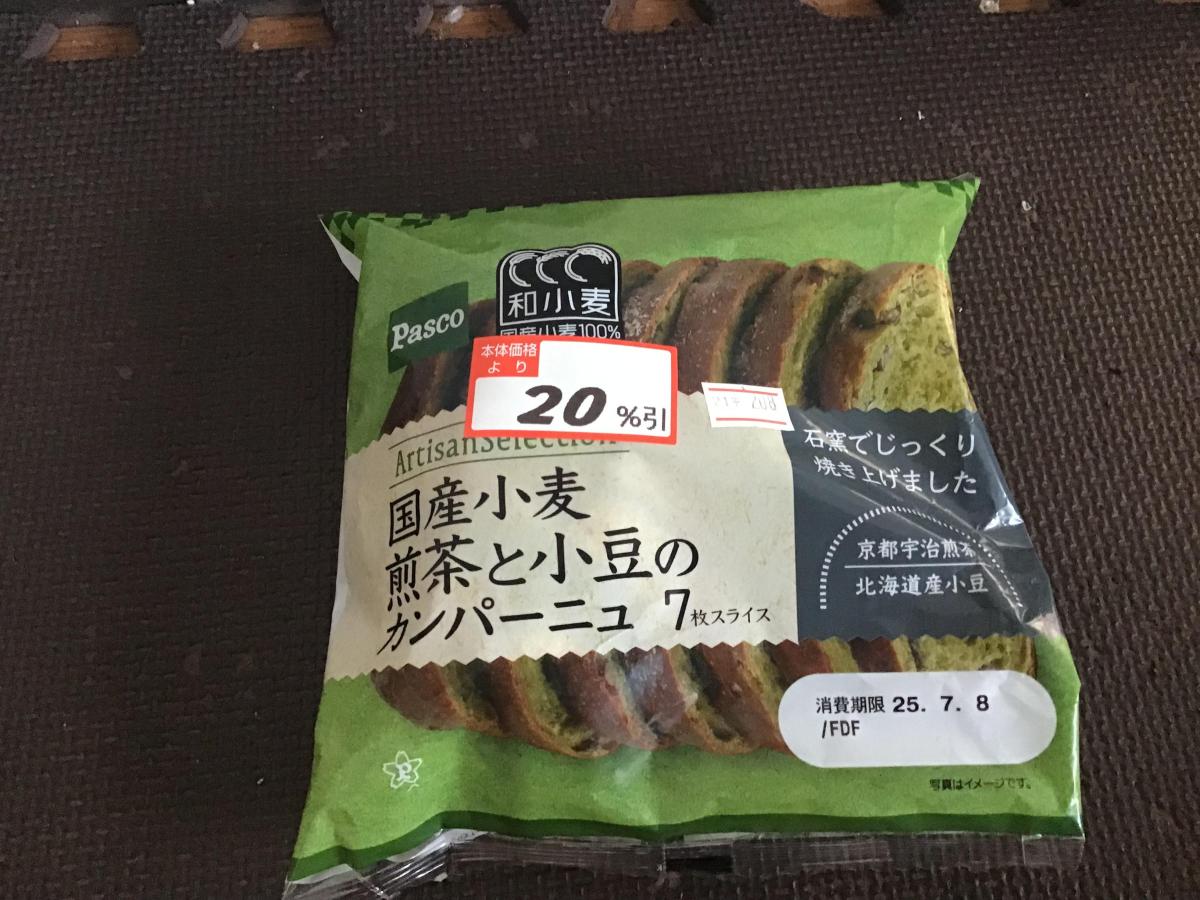 Pasco
和小麦
国産小麦100%
本体価格
より
20%引
208
ArtisanSelection
国産小麦
煎茶と小豆の
カンパーニュ 7枚スライス
石窯でじっくり
焼き上げました
京都宇治煎茶
北海道産小豆
消費期限 25. 7. 8
/FDF
写真はイメージです。